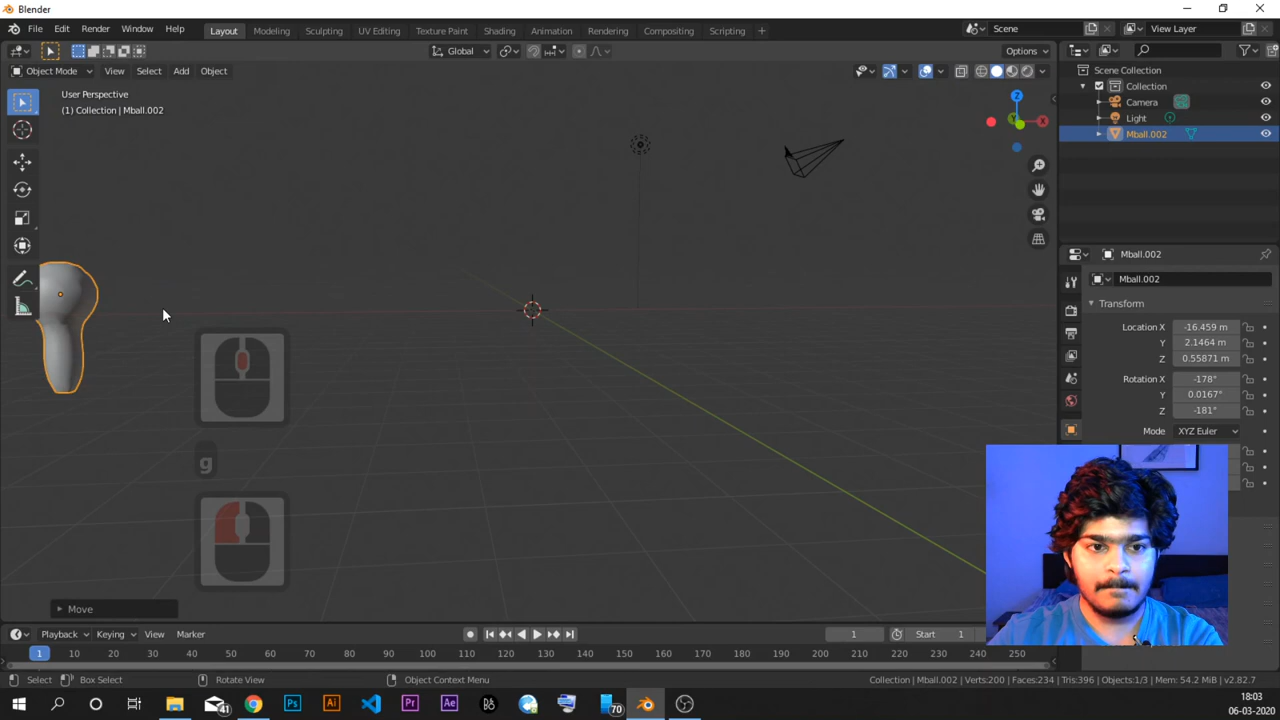 Blender
File Edit Render Window Help
Layout Modeling Sculpting UV Editing Texture Paint Shading Animation Rendering Compositing Scripting +
Scene
View Layer
Global
Options
Object Mode View Select Add Object
User Perspective
(1) Collection | Mball.002
Z
X
Y
Scene Collection
Collection
Camera
Light
Mball.002
Mball.002
Mball.002
Transform
Location X -16.459 m
Y 2.1464 m
Z 0.55871 m
Rotation X -178°
Y 0.0167°
Z -181°
Mode XYZ Euler
g
Move
Playback Keying View Marker
1
Start 1
1 10 20 30 40 50 60 70 80 90 100 110 120 130 140 150 160 170 180 190 200 210 220 230 240 250
Select Box Select Rotate View Object Context Menu
Collection | Mball.002 | Verts:200 | Faces:234 | Tris:396 | Objects:1/3 | Mem: 54.2 MiB | v2.82.7
41
Ps
Ai
Pr
Ae
70
18:03
06-03-2020